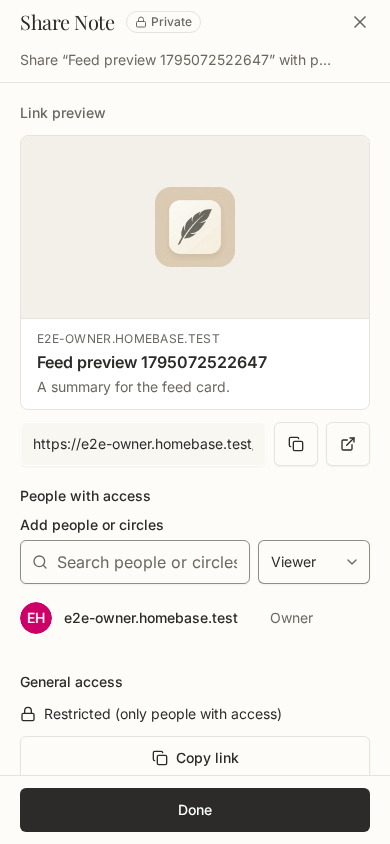 Share Note
Private
Share “Feed preview 1795072522647” with p...
Link preview
E2E-OWNER.HOMEBASE.TEST
Feed preview 1795072522647
A summary for the feed card.
https://e2e-owner.homebase.test
People with access
Add people or circles
Search people or circles
Viewer
EH
e2e-owner.homebase.test
Owner
General access
Restricted (only people with access)
Copy link
Done